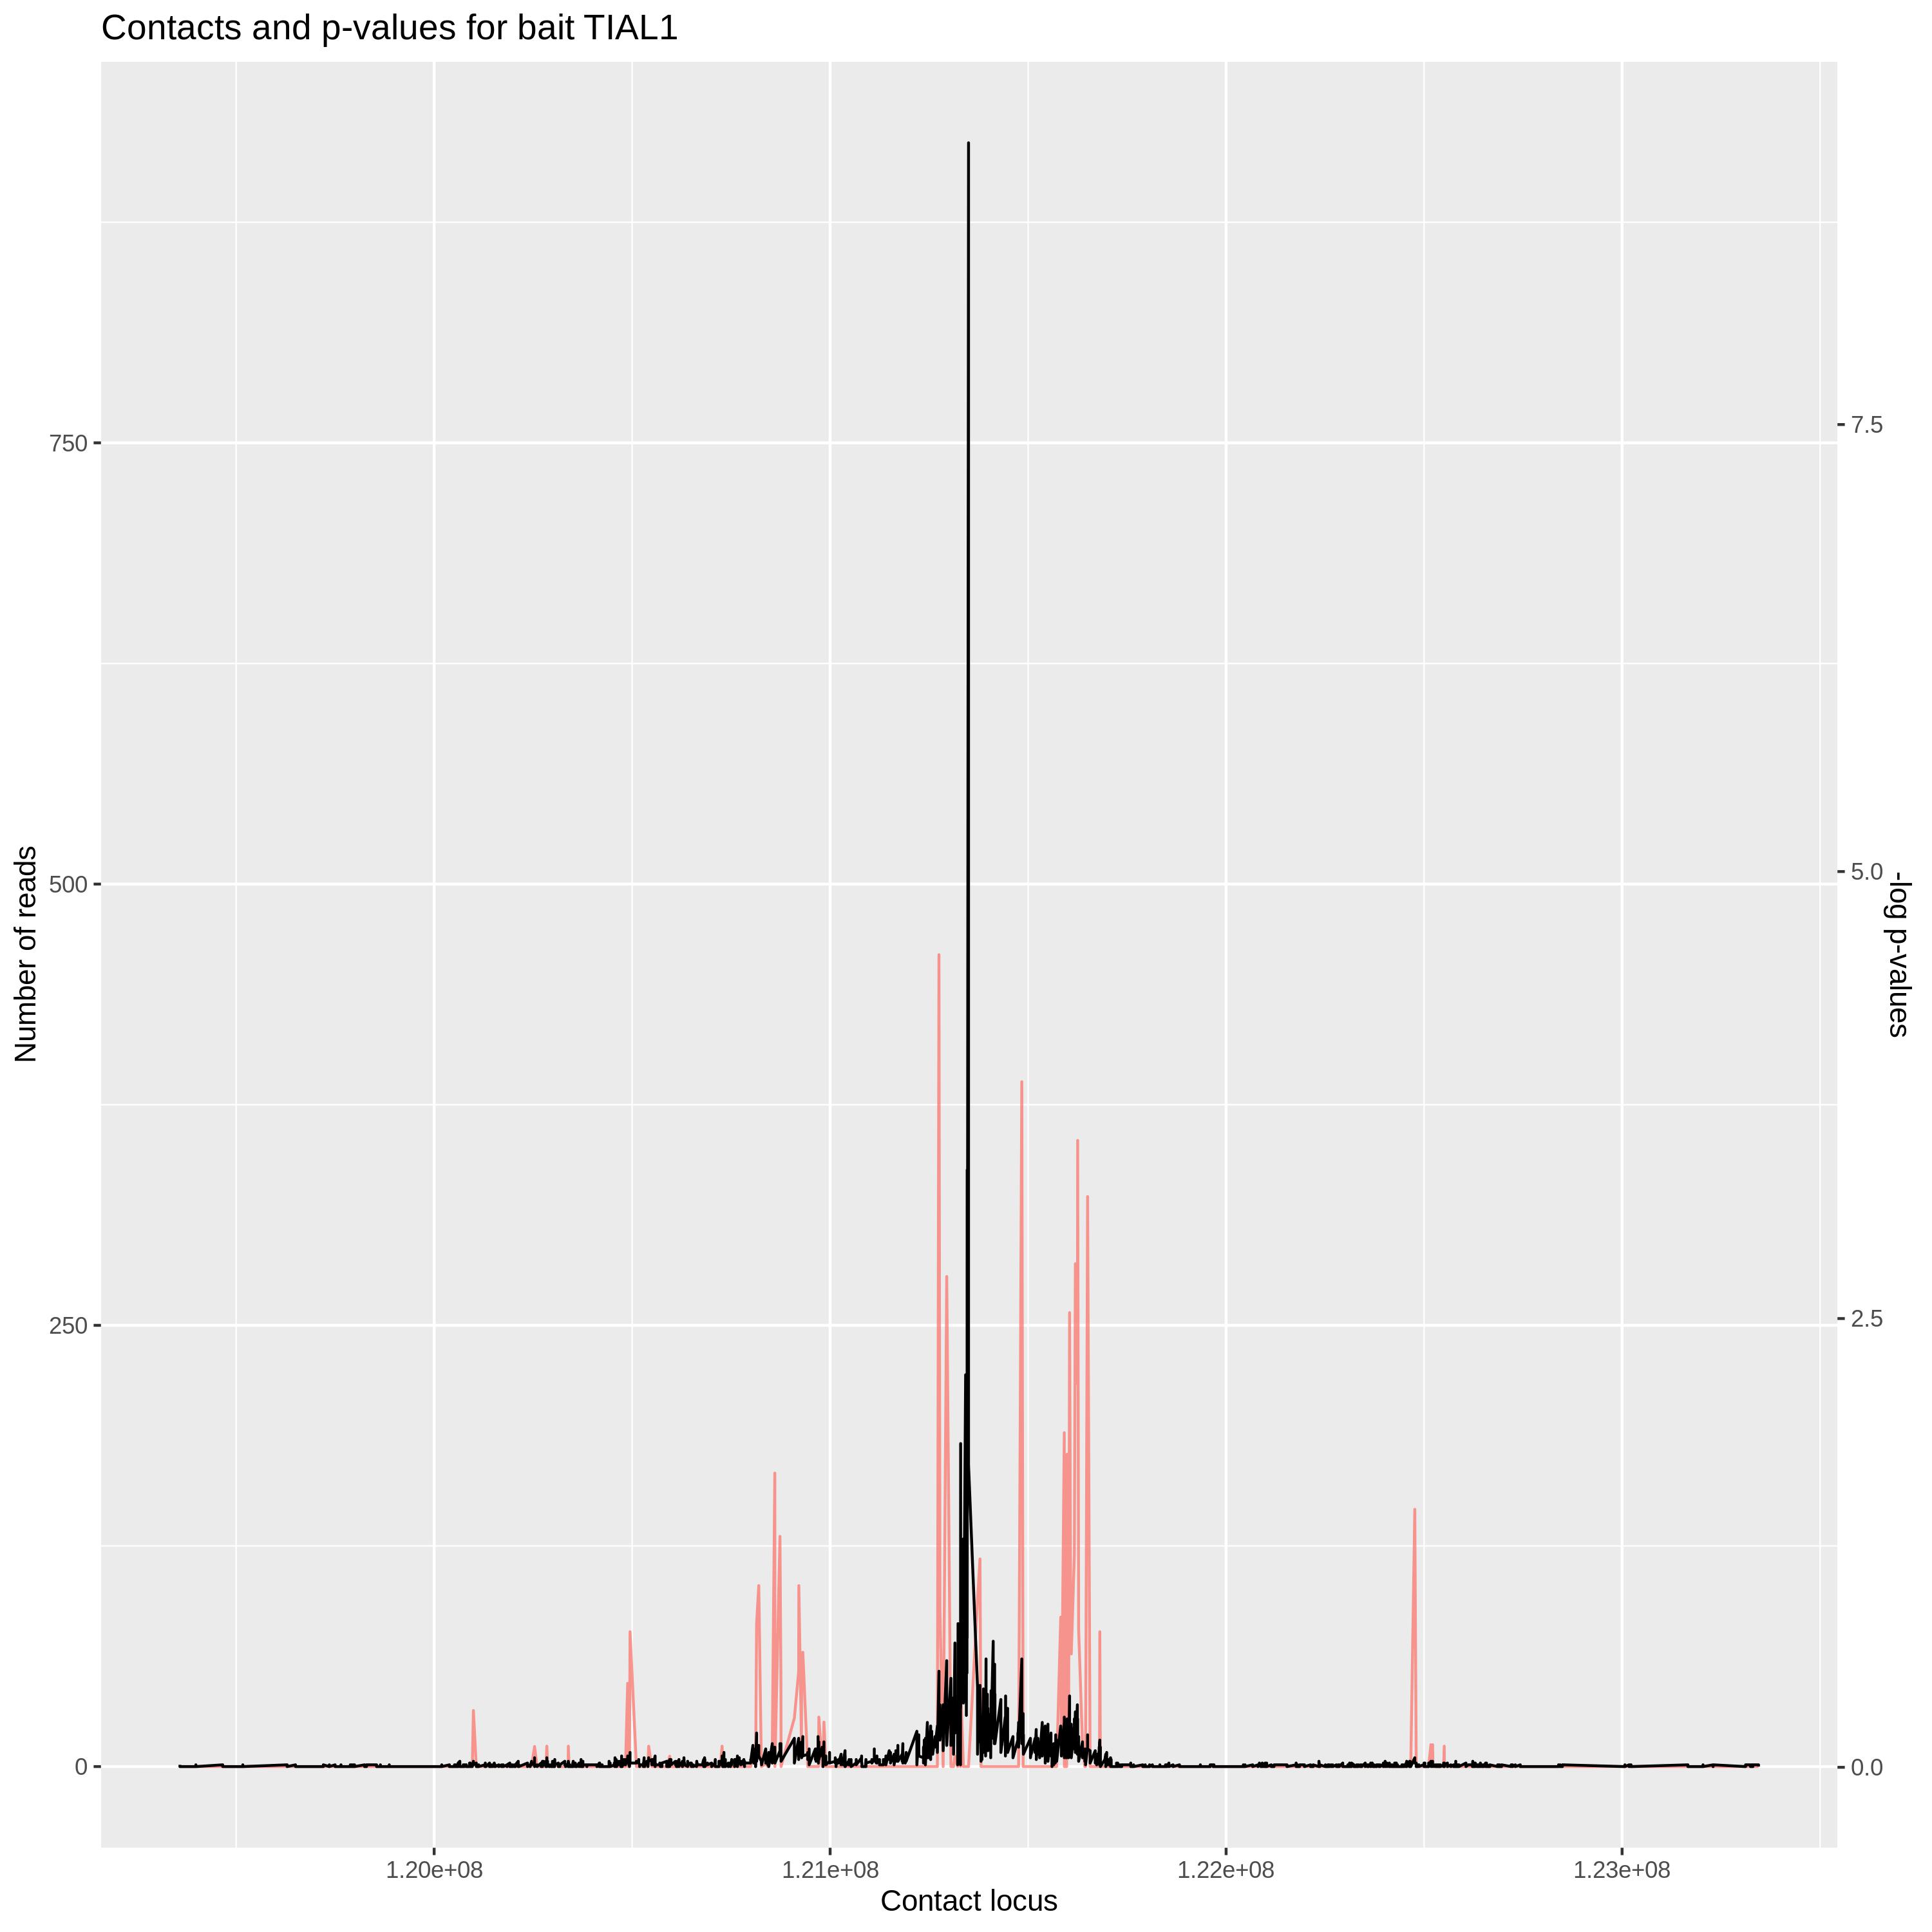 Contacts and p-values for bait TIAL1
Number of reads
750
500
250
0
7.5
5.0
2.5
0.0
-log p-values
1.20e+08
1.21e+08
1.22e+08
1.23e+08
Contact locus